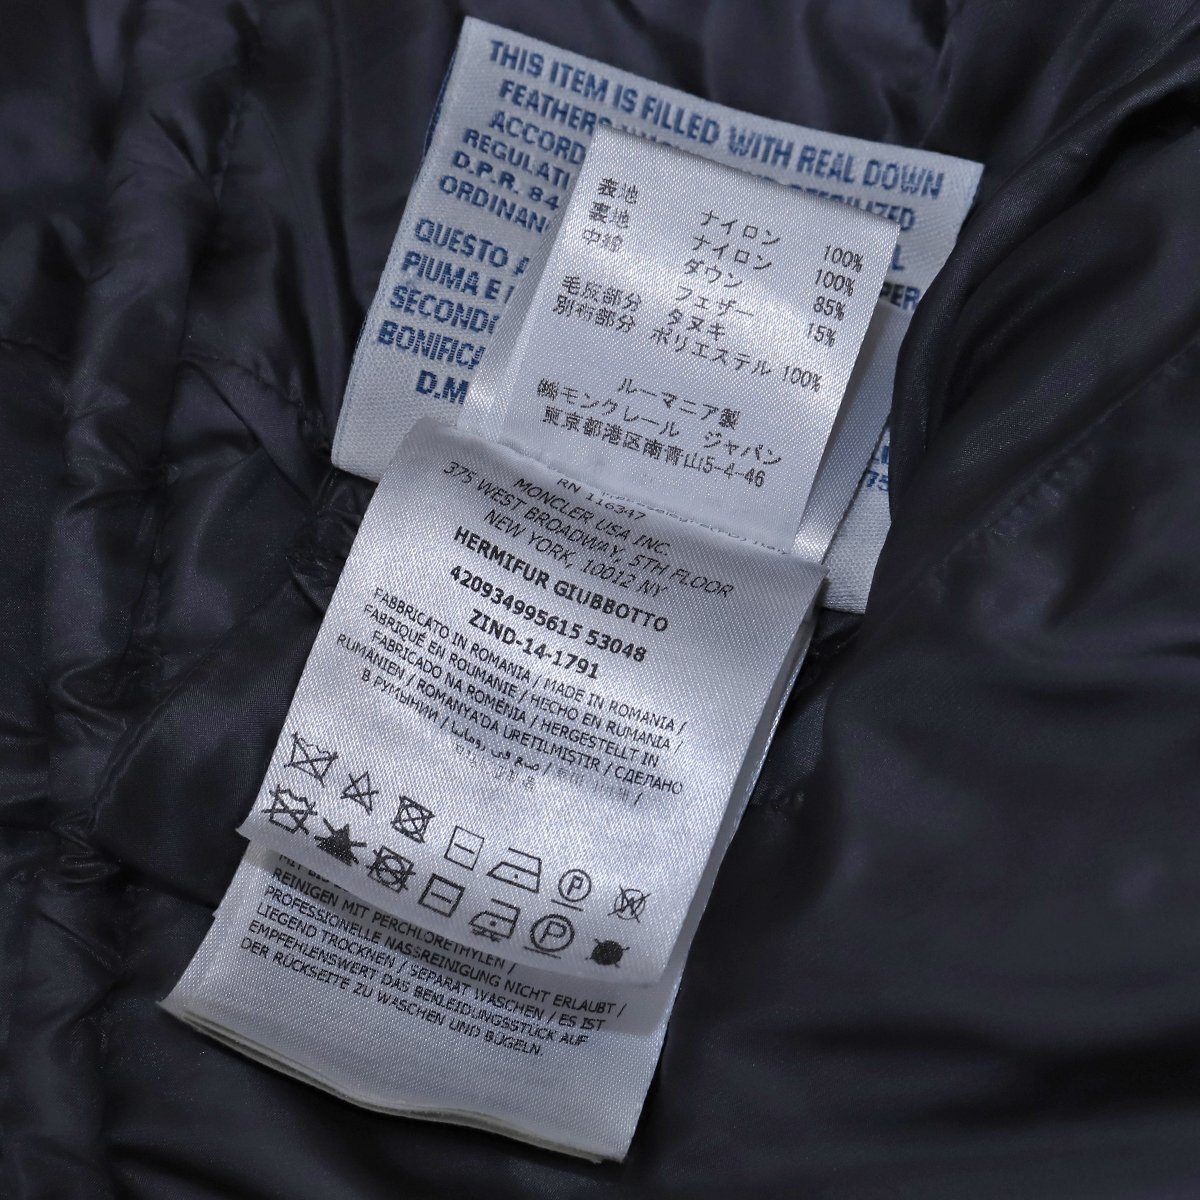 THIS ITEM IS FILLED WITH REAL DOWN
FEATHERS
ACCORD
REGULATI
D.P.R. 84
ORDINANC
QUESTO
PIUMA E
SECONDO
BONIFICA
D.M
PER
表地 ナイロン 100%
裏地 ナイロン 100%
中綿 ダウン 85%
フェザー 15%
毛皮部分 タヌキ
別布部分 ポリエステル 100%
ルーマニア製
㈱モンクレール ジャパン
東京都港区南青山5-4-46
RN 116347
MONCLER USA INC.
375 WEST BROADWAY, 5TH FLOOR
NEW YORK, 10012 NY
HERMIFUR GIUBBOTTO
420934995615 53048
ZIND-14-1791
FABBRICATO IN ROMANIA / MADE IN ROMANIA /
FABRIQUÉ EN ROUMANIE / HECHO EN RUMANIA /
FABRICADO NA ROMÉNIA / HERGESTELLT IN
RUMÄNIEN / ROMANYA'DA ÜRETILMISTIR / СДЕЛАНО
В РУМЫНИИ /
P
W
P
REINIGEN MIT PERCHLORETHYLEN /
PROFESSIONELLE NASSREINIGUNG NICHT ERLAUBT /
LIEGEND TROCKNEN / SEPARAT WASCHEN / ES IST
EMPFEHLENSWERT DAS BEKLEIDUNGSSTÜCK AUF
DER RÜCKSEITE ZU WASCHEN UND BÜGELN.